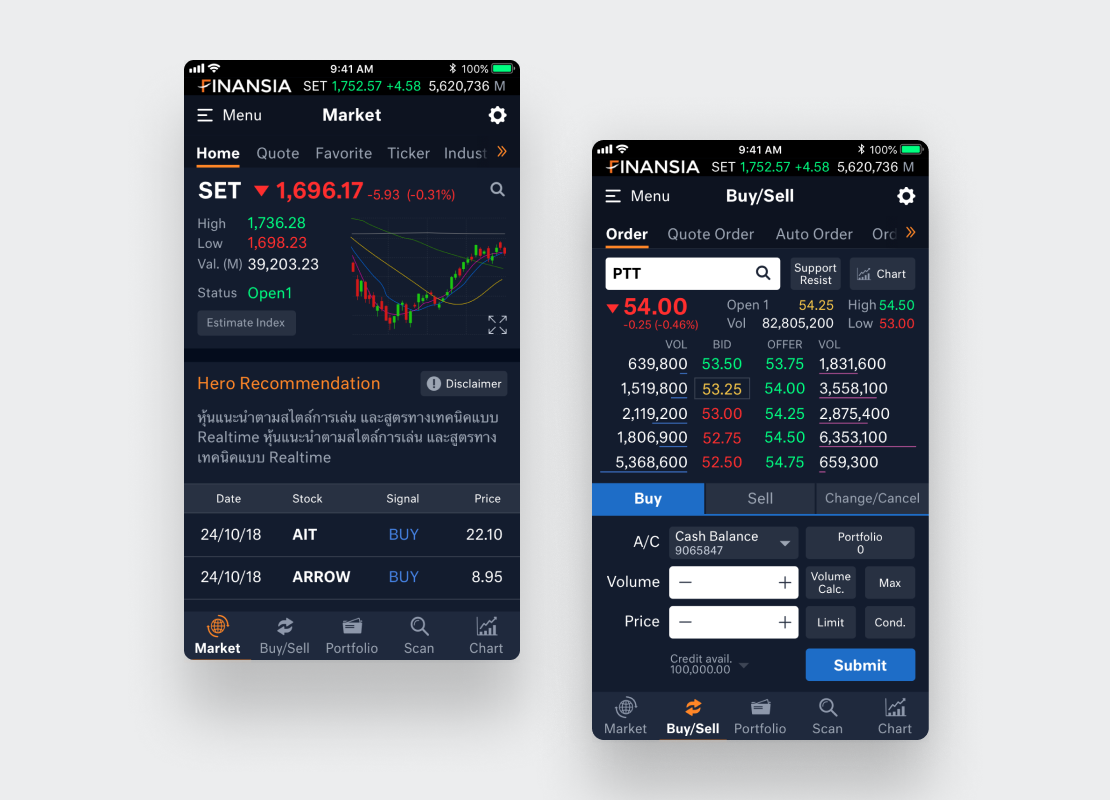 9:41 AM 100%
FINANSIA SET 1,752.57 +4.58 5,620,736 M
Menu Market
Home Quote Favorite Ticker Indust
SET 1,696.17 -5.93 (-0.31%)
High 1,736.28
Low 1,698.23
Val. (M) 39,203.23
Status Open1
Estimate Index
Hero Recommendation Disclaimer
หุ้นแนะนำตามสไตล์การเล่น และสูตรทางเทคนิคแบบ
Realtime หุ้นแนะนำตามสไตล์การเล่น และสูตรทาง
เทคนิคแบบ Realtime
Date Stock Signal Price
24/10/18 AIT BUY 22.10
24/10/18 ARROW BUY 8.95
Market Buy/Sell Portfolio Scan Chart
9:41 AM 100%
FINANSIA SET 1,752.57 +4.58 5,620,736 M
Menu Buy/Sell
Order Quote Order Auto Order Ord
PTT Support Resist Chart
54.00 Open 1 54.25 High 54.50
-0.25 (-0.46%) Vol 82,805,200 Low 53.00
VOL BID OFFER VOL
639,800 53.50 53.75 1,831,600
1,519,800 53.25 54.00 3,558,100
2,119,200 53.00 54.25 2,875,400
1,806,900 52.75 54.50 6,353,100
5,368,600 52.50 54.75 659,300
Buy Sell Change/Cancel
A/C Cash Balance 9065847 Portfolio 0
Volume − + Volume Calc. Max
Price − + Limit Cond.
Credit avail. 100,000.00 Submit
Market Buy/Sell Portfolio Scan Chart